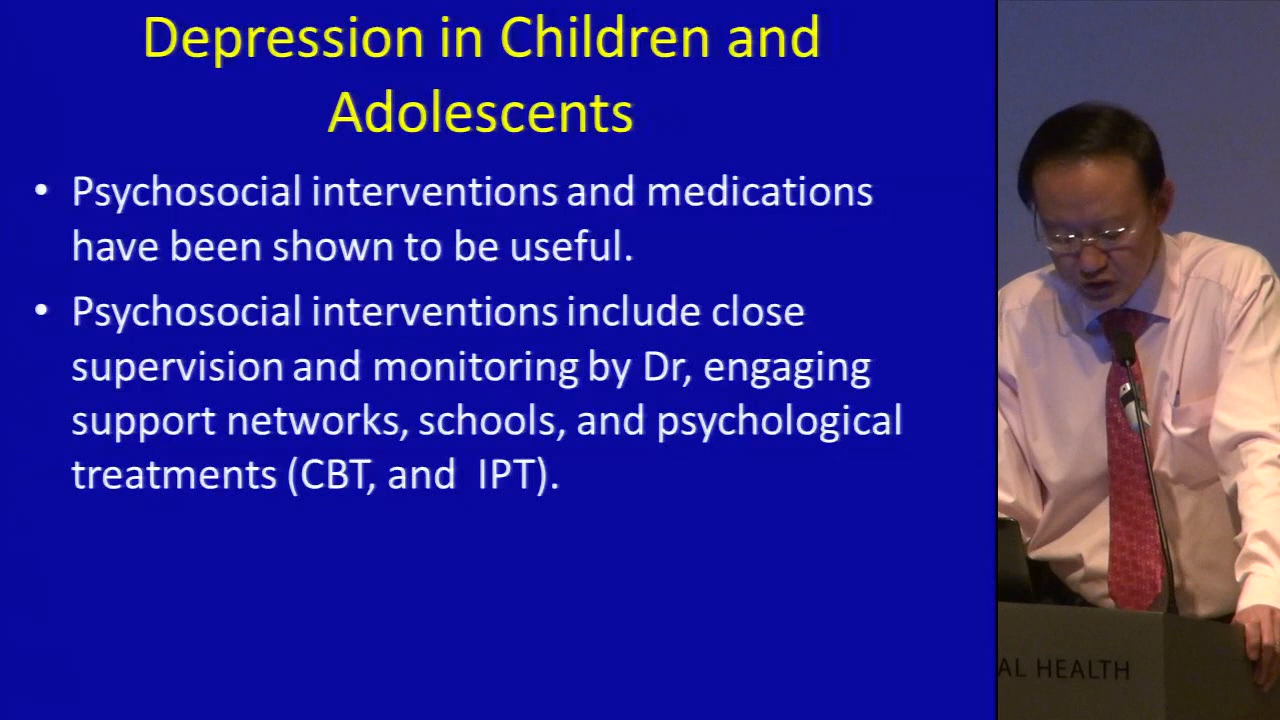 Depression in Children and
Adolescents
• Psychosocial interventions and medications
have been shown to be useful.
• Psychosocial interventions include close
supervision and monitoring by Dr, engaging
support networks, schools, and psychological
treatments (CBT, and  IPT).
AL HEALTH